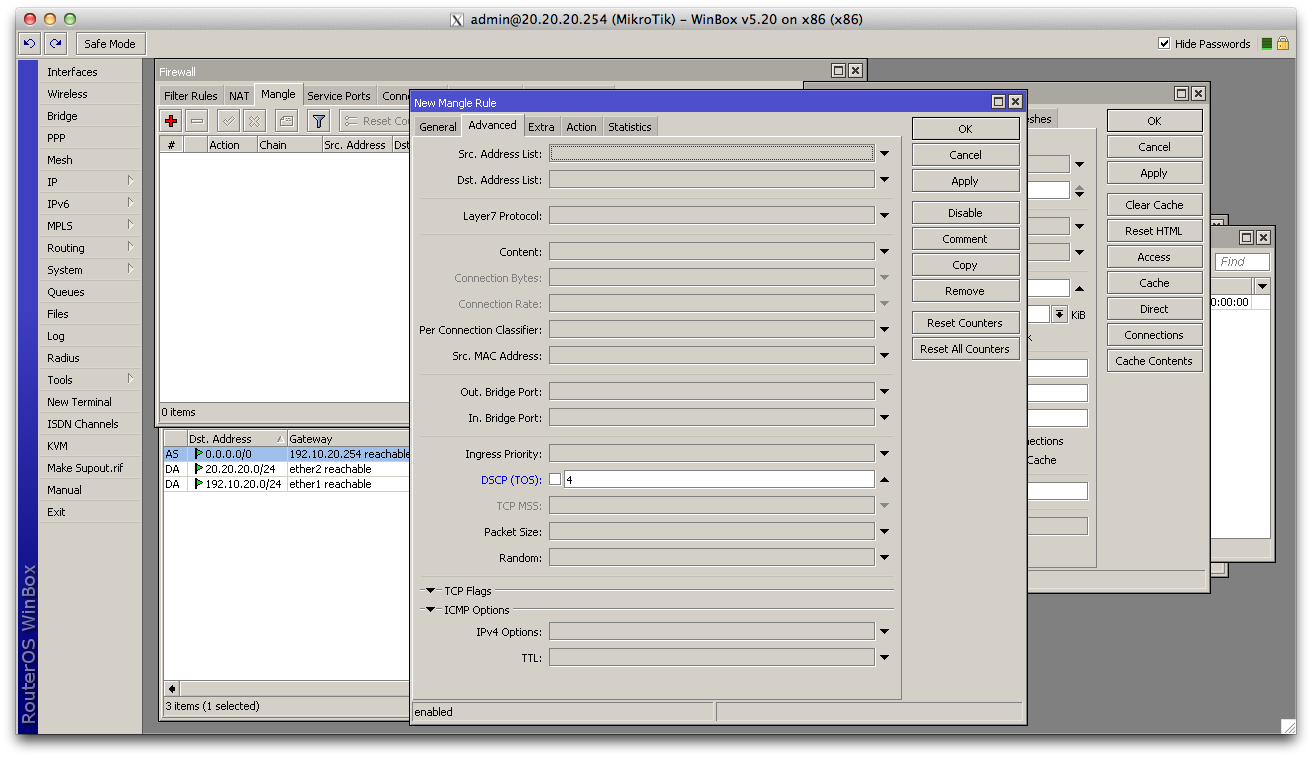 admin@20.20.20.254 (MikroTik) - WinBox v5.20 on x86 (x86)
Safe Mode
Hide Passwords
RouterOS WinBox
Interfaces
Wireless
Bridge
PPP
Mesh
IP
IPv6
MPLS
Routing
System
Queues
Files
Log
Radius
Tools
New Terminal
ISDN Channels
KVM
Make Supout.rif
Manual
Exit
Firewall
Filter Rules NAT Mangle Service Ports
Reset
# Action Chain Src. Address Dst
0 items
Dst. Address Gateway
AS 0.0.0.0/0 192.10.20.254 reachable
DA 20.20.20.0/24 ether2 reachable
DA 192.10.20.0/24 ether1 reachable
3 items (1 selected)
New Mangle Rule
General Advanced Extra Action Statistics
Src. Address List:
Dst. Address List:
Layer7 Protocol:
Content:
Connection Bytes:
Connection Rate:
Per Connection Classifier:
Src. MAC Address:
Out. Bridge Port:
In. Bridge Port:
Ingress Priority:
DSCP (TOS): 4
TCP MSS:
Packet Size:
Random:
TCP Flags
ICMP Options
IPv4 Options:
TTL:
enabled
OK
Cancel
Apply
Disable
Comment
Copy
Remove
Reset Counters
Reset All Counters
eshes
KiB
nections
Cache
OK
Cancel
Apply
Clear Cache
Reset HTML
Access
Cache
Direct
Connections
Cache Contents
Find
0:00:00